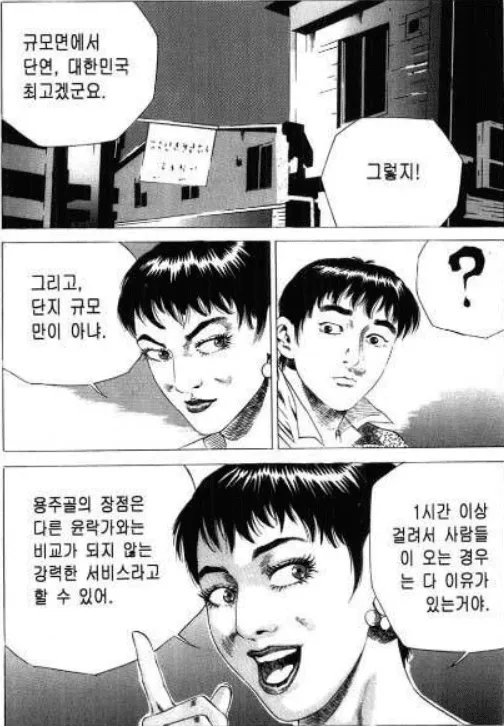 규모면에서
단연, 대한민국
최고겠군요.
그렇지!
그리고,
단지 규모
만이 아냐.
?
용주골의 장점은
다른 윤락가와는
비교가 되지 않는
강력한 서비스라고
할 수 있어.
1시간 이상
걸려서 사람들
이 오는 경우
는 다 이유가
있는거야.